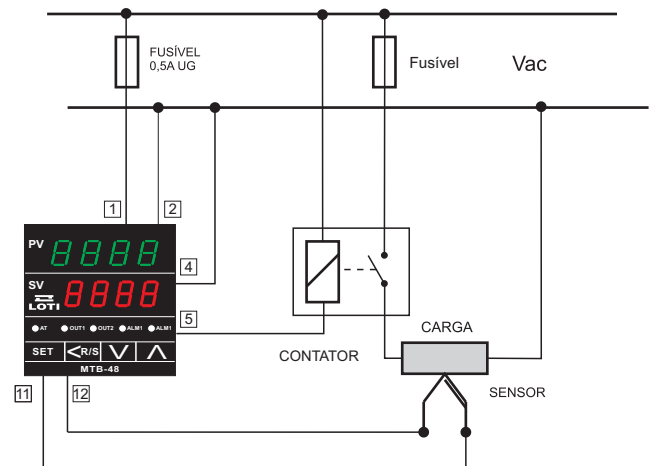 FUSÍVEL
0,5A UG
Fusível
Vac
1
2
PV
8888
4
SV
8888
LOTI
5
AT OUT1 OUT2 ALM1 ALM1
SET <R/S V Λ
MTB-48
CONTATOR
CARGA
11
12
SENSOR